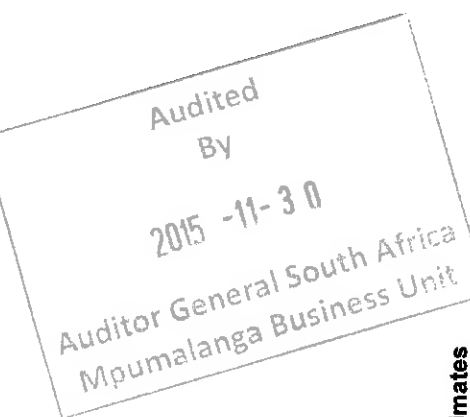 Audited
By
2015 -11- 30
Auditor General South Africa
Mpumalanga Business Unit
mates